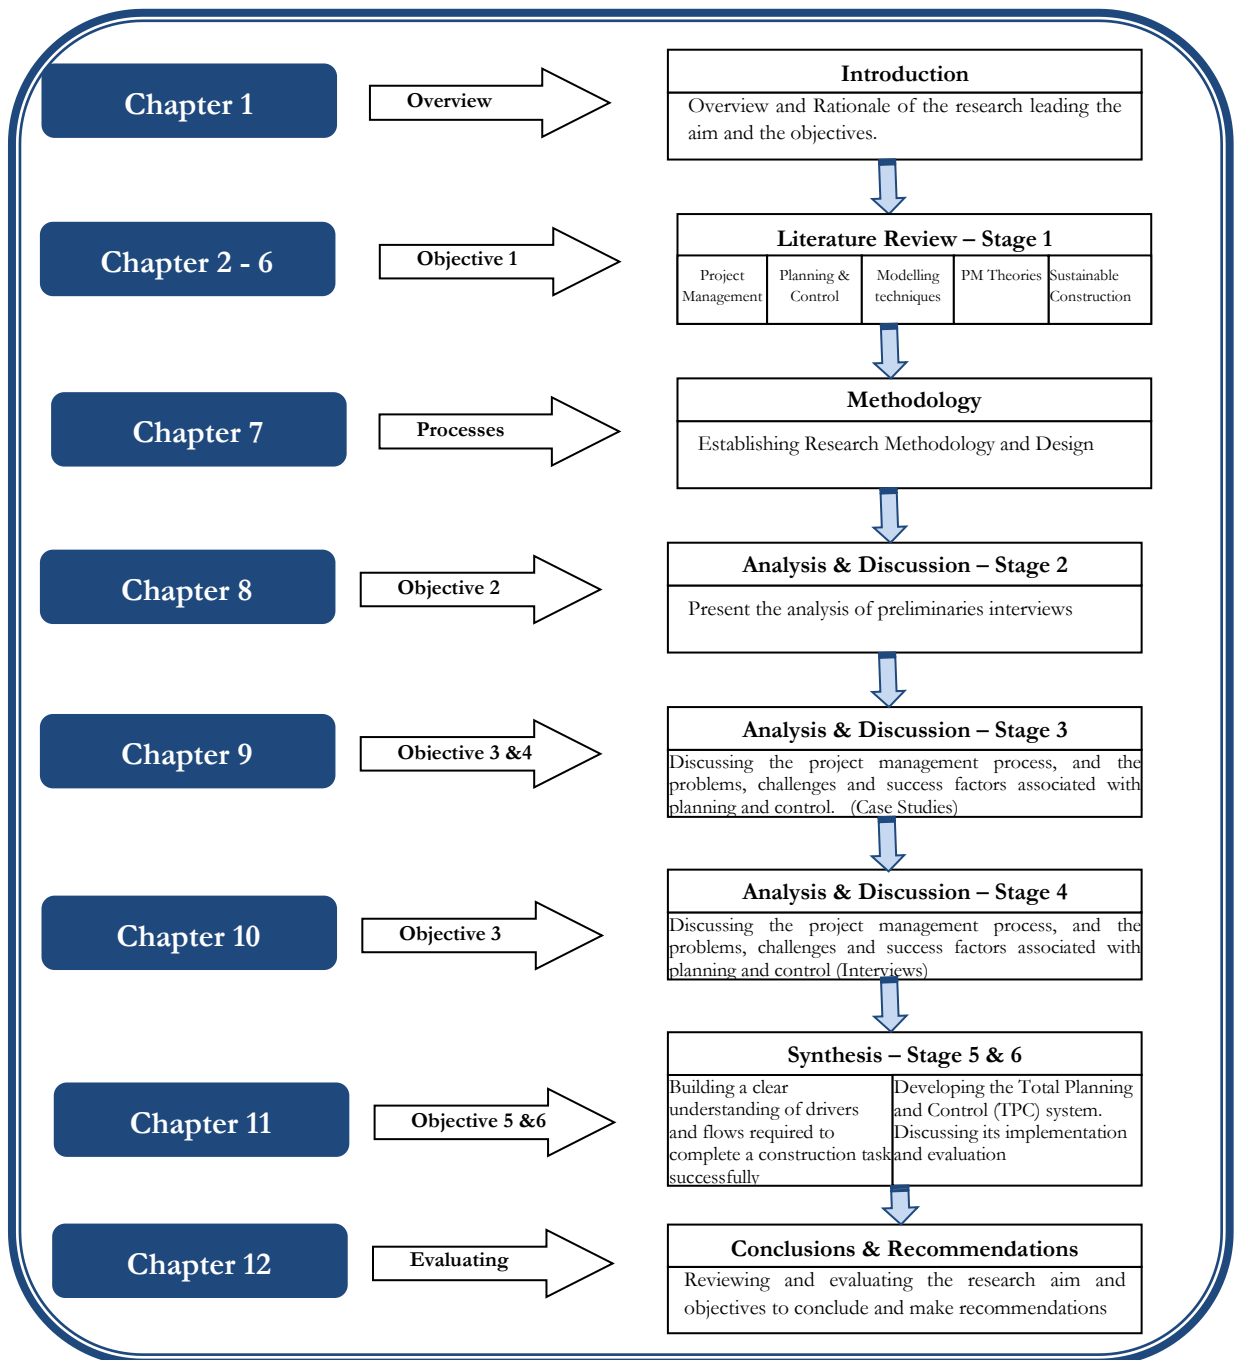 Chapter 1
Overview
Introduction
Overview and Rationale of the research leading the
aim and the objectives.
Chapter 2 - 6
Objective 1
Literature Review – Stage 1
Project
Management
Planning &
Control
Modelling
techniques
PM Theories
Sustainable
Construction
Chapter 7
Processes
Methodology
Establishing Research Methodology and Design
Chapter 8
Objective 2
Analysis & Discussion – Stage 2
Present the analysis of preliminaries interviews
Chapter 9
Objective 3 &4
Analysis & Discussion – Stage 3
Discussing the project management process, and the
problems, challenges and success factors associated with
planning and control. (Case Studies)
Chapter 10
Objective 3
Analysis & Discussion – Stage 4
Discussing the project management process, and the
problems, challenges and success factors associated with
planning and control (Interviews)
Chapter 11
Objective 5 &6
Synthesis – Stage 5 & 6
Building a clear
understanding of drivers
and flows required to
complete a construction task
successfully
Developing the Total Planning
and Control (TPC) system.
Discussing its implementation
and evaluation
Chapter 12
Evaluating
Conclusions & Recommendations
Reviewing and evaluating the research aim and
objectives to conclude and make recommendations